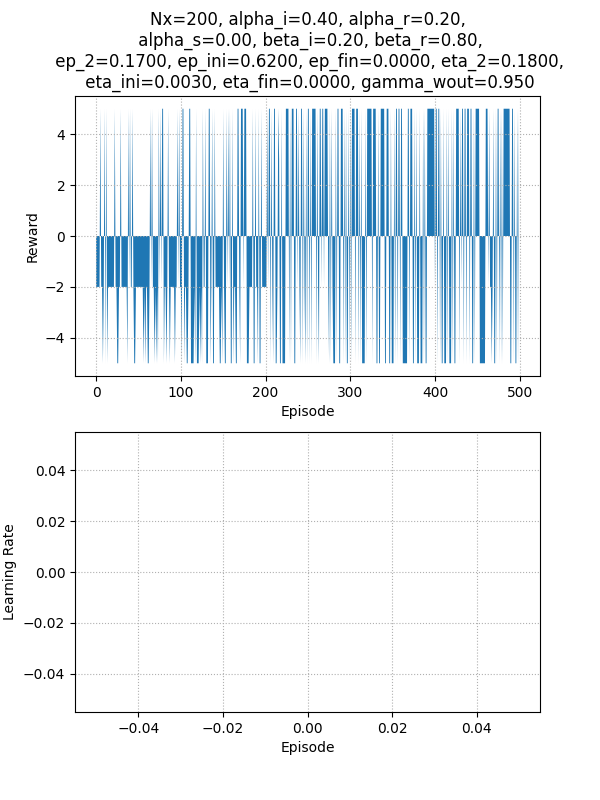 Nx=200, alpha_i=0.40, alpha_r=0.20,
alpha_s=0.00, beta_i=0.20, beta_r=0.80,
ep_2=0.1700, ep_ini=0.6200, ep_fin=0.0000, eta_2=0.1800,
eta_ini=0.0030, eta_fin=0.0000, gamma_wout=0.950
4
2
0
−2
−4
Reward
0 100 200 300 400 500
Episode
0.04
0.02
0.00
−0.02
−0.04
Learning Rate
−0.04 −0.02 0.00 0.02 0.04
Episode